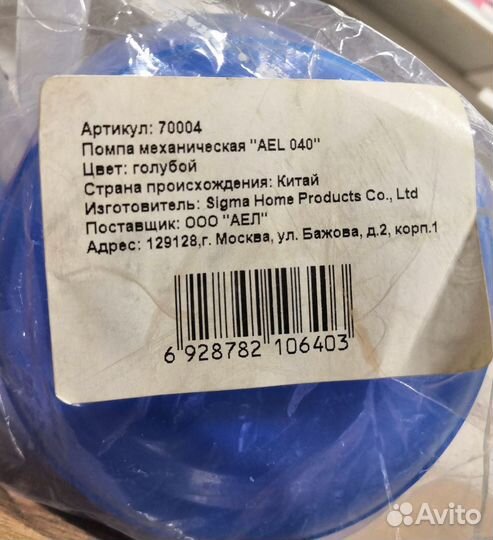 Артикул: 70004
Помпа механическая "AEL 040"
Цвет: голубой
Страна происхождения: Китай
Изготовитель: Sigma Home Products Co., Ltd
Поставщик: ООО "АЕЛ"
Адрес: 129128,г. Москва, ул. Бажова, д.2, корп.1
6 928782 106403
Avito